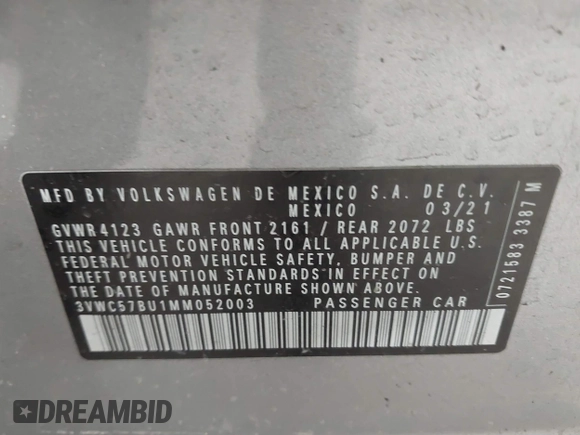 MFD BY VOLKSWAGEN DE MEXICO S.A. DE C.V.
MEXICO 03/21
GVWR 4123 GAWR FRONT 2161 / REAR 2072 LBS
THIS VEHICLE CONFORMS TO ALL APPLICABLE U.S.
FEDERAL MOTOR VEHICLE SAFETY, BUMPER AND
THEFT PREVENTION STANDARDS IN EFFECT ON
THE DATE OF MANUFACTURE SHOWN ABOVE.
3VWC57BU1MM052003 PASSENGER CAR
0721583 3387 M
DREAMBID